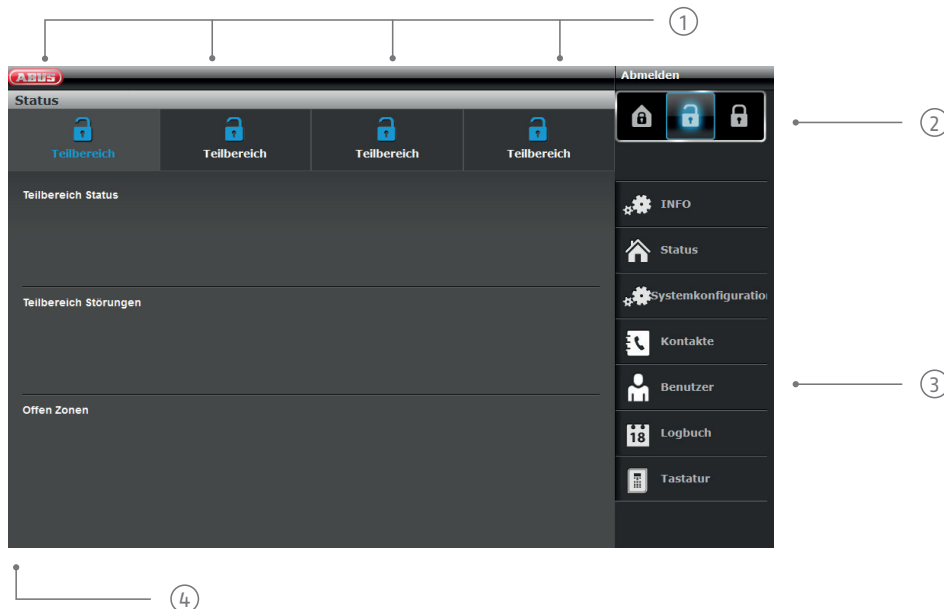 1
ABUS
Abmelden
Status
Teilbereich
Teilbereich
Teilbereich
Teilbereich
2
Teilbereich Status
INFO
Status
Teilbereich Störungen
Systemkonfiguratio
Kontakte
Benutzer
3
Offen Zonen
18
Logbuch
Tastatur
4